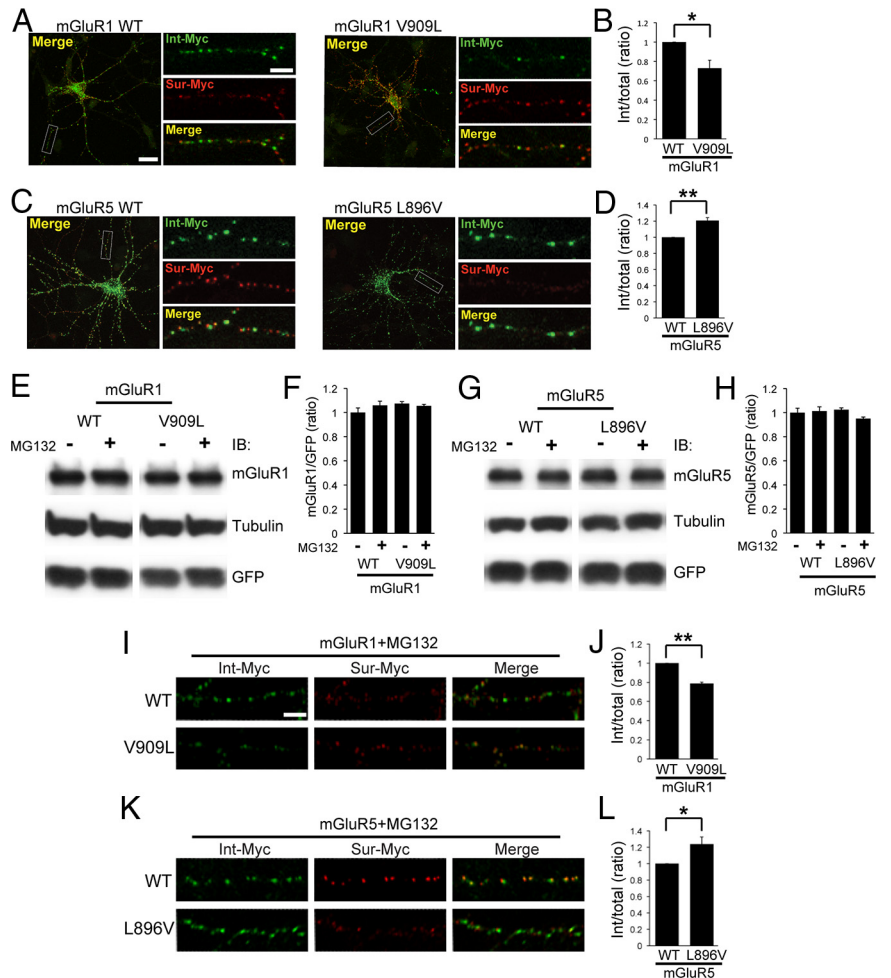 A
mGluR1 WT
Merge
Int-Myc
Sur-Myc
Merge
mGluR1 V909L
Merge
Int-Myc
Sur-Myc
Merge
B
Int/total (ratio)
1.2
1
0.8
0.6
0.4
0.2
0
*
WT V909L
mGluR1
C
mGluR5 WT
Merge
Int-Myc
Sur-Myc
Merge
mGluR5 L896V
Merge
Int-Myc
Sur-Myc
Merge
D
Int/total (ratio)
1.4
1.2
1
0.8
0.6
0.4
0.2
0
**
WT L896V
mGluR5
E
mGluR1
WT V909L
MG132 - + - + IB:
mGluR1
Tubulin
GFP
F
mGluR1/GFP (ratio)
1.2
1
0.8
0.6
0.4
0.2
0
MG132 - + - +
WT V909L
mGluR1
G
mGluR5
WT L896V
MG132 - + - + IB:
mGluR5
Tubulin
GFP
H
mGluR5/GFP (ratio)
1.2
1
0.8
0.6
0.4
0.2
0
MG132 - + - +
WT L896V
mGluR5
I
mGluR1+MG132
Int-Myc Sur-Myc Merge
WT
V909L
J
Int/total (ratio)
1.2
1
0.8
0.6
0.4
0.2
0
**
WT V909L
mGluR1
K
mGluR5+MG132
Int-Myc Sur-Myc Merge
WT
L896V
L
Int/total (ratio)
1.4
1.2
1
0.8
0.6
0.4
0.2
0
*
WT L896V
mGluR5